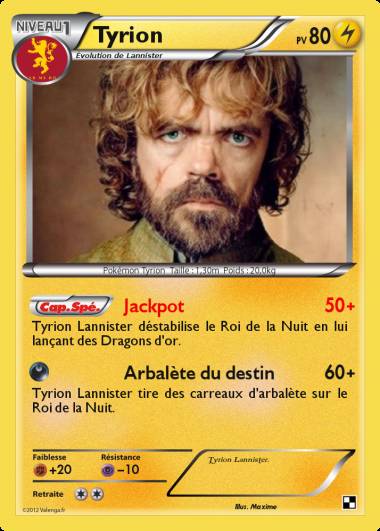 NIVEAU1
Tyrion
PV 80
Évolution de Lannister
Pokémon Tyrion Taille : 1,30m Poids : 20,0kg
Cap.Spé. Jackpot 50+
Tyrion Lannister déstabilise le Roi de la Nuit en lui
lançant des Dragons d'or.
Arbalète du destin 60+
Tyrion Lannister tire des carreaux d'arbalète sur le
Roi de la Nuit.
Faiblesse Résistance
+20 −10
Tyrion Lannister.
Retraite
©2012 Valenga.fr
Illus. Maxime